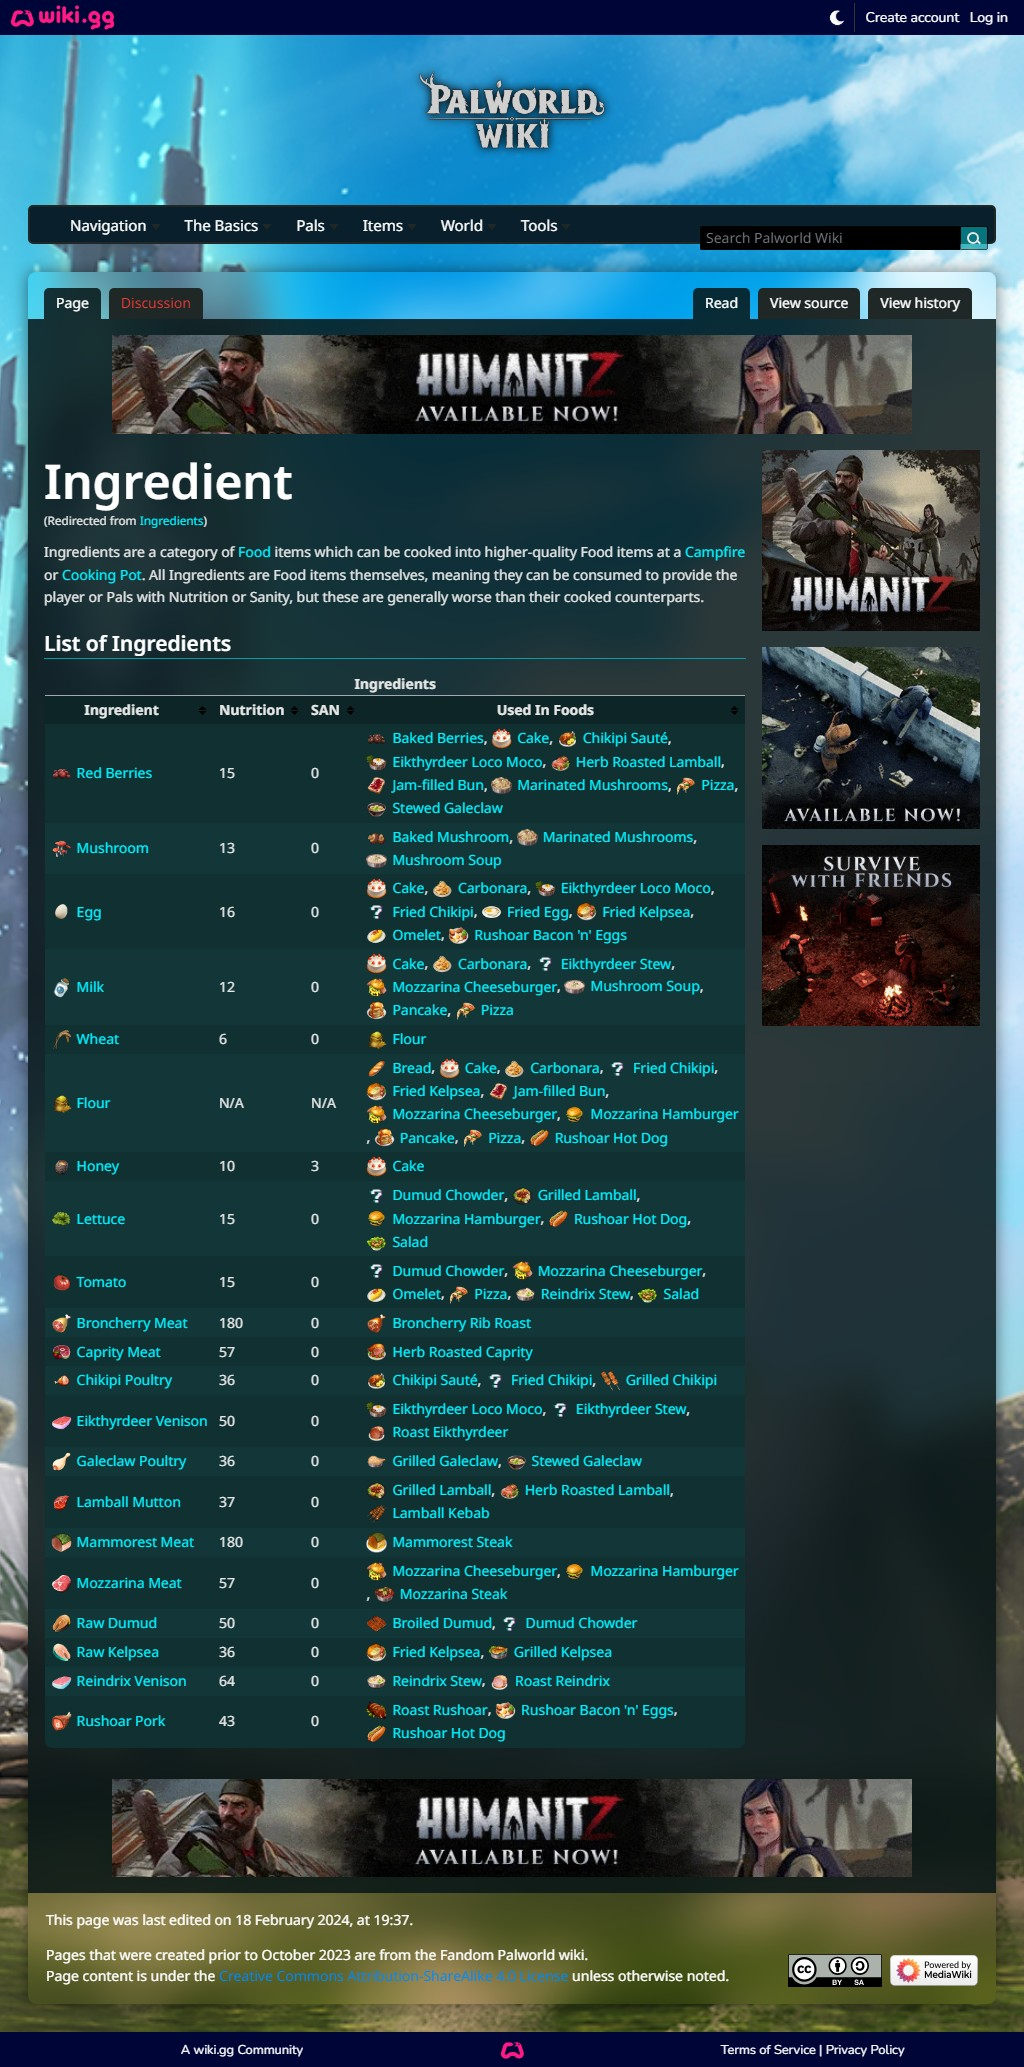 wiki.gg
Create account Log in
PALWORLD
WIKI
Navigation The Basics Pals Items World Tools
Search Palworld Wiki
Page Discussion Read View source View history
HUMANITZ
AVAILABLE NOW!
Ingredient
(Redirected from Ingredients)
Ingredients are a category of Food items which can be cooked into higher-quality Food items at a Campfire
or Cooking Pot. All Ingredients are Food items themselves, meaning they can be consumed to provide the
player or Pals with Nutrition or Sanity, but these are generally worse than their cooked counterparts.
HUMANITZ
AVAILABLE NOW!
SURVIVE
WITH FRIENDS
List of Ingredients
Ingredients
Ingredient Nutrition SAN Used In Foods
Red Berries 15 0 Baked Berries, Cake, Chikipi Sauté,
Eikthyrdeer Loco Moco, Herb Roasted Lamball,
Jam-filled Bun, Marinated Mushrooms, Pizza,
Stewed Galeclaw
Mushroom 13 0 Baked Mushroom, Marinated Mushrooms,
Mushroom Soup
Egg 16 0 Cake, Carbonara, Eikthyrdeer Loco Moco,
? Fried Chikipi, Fried Egg, Fried Kelpsea,
Omelet, Rushoar Bacon 'n' Eggs
Milk 12 0 Cake, Carbonara, ? Eikthyrdeer Stew,
Mozzarina Cheeseburger, Mushroom Soup,
Pancake, Pizza
Wheat 6 0 Flour
Flour N/A N/A Bread, Cake, Carbonara, ? Fried Chikipi,
Fried Kelpsea, Jam-filled Bun,
Mozzarina Cheeseburger, Mozzarina Hamburger
, Pancake, Pizza, Rushoar Hot Dog
Honey 10 3 Cake
Lettuce 15 0 ? Dumud Chowder, Grilled Lamball,
Mozzarina Hamburger, Rushoar Hot Dog,
Salad
Tomato 15 0 ? Dumud Chowder, Mozzarina Cheeseburger,
Omelet, Pizza, Reindrix Stew, Salad
Broncherry Meat 180 0 Broncherry Rib Roast
Caprity Meat 57 0 Herb Roasted Caprity
Chikipi Poultry 36 0 Chikipi Sauté, ? Fried Chikipi, Grilled Chikipi
Eikthyrdeer Venison 50 0 Eikthyrdeer Loco Moco, ? Eikthyrdeer Stew,
Roast Eikthyrdeer
Galeclaw Poultry 36 0 Grilled Galeclaw, Stewed Galeclaw
Lamball Mutton 37 0 Grilled Lamball, Herb Roasted Lamball,
Lamball Kebab
Mammorest Meat 180 0 Mammorest Steak
Mozzarina Meat 57 0 Mozzarina Cheeseburger, Mozzarina Hamburger
, Mozzarina Steak
Raw Dumud 50 0 Broiled Dumud, ? Dumud Chowder
Raw Kelpsea 36 0 Fried Kelpsea, Grilled Kelpsea
Reindrix Venison 64 0 Reindrix Stew, Roast Reindrix
Rushoar Pork 43 0 Roast Rushoar, Rushoar Bacon 'n' Eggs,
Rushoar Hot Dog
HUMANITZ
AVAILABLE NOW!
This page was last edited on 18 February 2024, at 19:37.
Pages that were created prior to October 2023 are from the Fandom Palworld wiki.
Page content is under the Creative Commons Attribution-ShareAlike 4.0 License unless otherwise noted.
cc BY SA
Powered by
MediaWiki
A wiki.gg Community Terms of Service | Privacy Policy